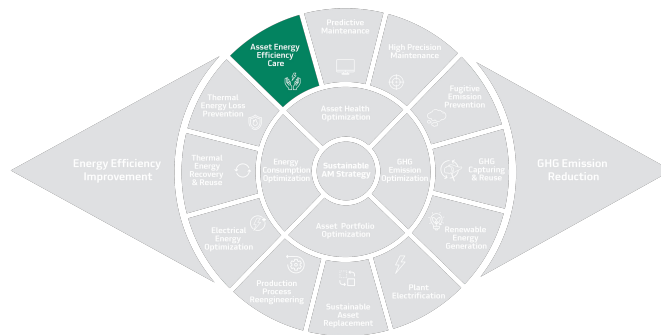 Asset Energy
Efficiency
Care
Predictive
Maintenance
High Precision
Maintenance
Thermal
Energy Loss
Prevention
Fugitive
Emission
Prevention
Asset Health
Optimization
Energy Efficiency
Improvement
Thermal
Energy
Recovery
& Reuse
Energy
Consumption
Optimization
Sustainable
AM Strategy
GHG
Emission
Optimization
GHG
Capturing
& Reuse
GHG Emission
Reduction
Electrical
Energy
Optimization
Asset Portfolio
Optimization
Renewable
Energy
Generation
Production
Process
Reengineering
Sustainable
Asset
Replacement
Plant
Electrification